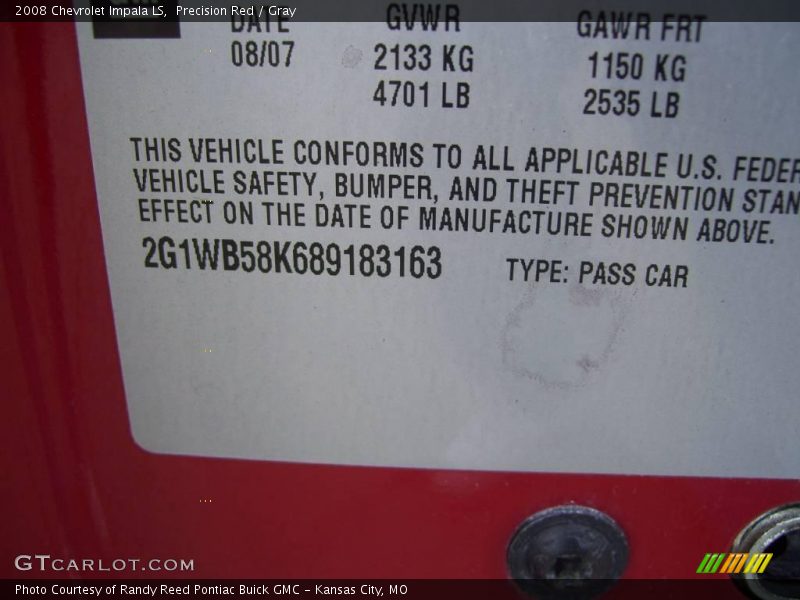 2008 Chevrolet Impala LS, Precision Red / Gray
DATE GVWR GAWR FRT
08/07 2133 KG 1150 KG
4701 LB 2535 LB
THIS VEHICLE CONFORMS TO ALL APPLICABLE U.S. FEDER
VEHICLE SAFETY, BUMPER, AND THEFT PREVENTION STAN
EFFECT ON THE DATE OF MANUFACTURE SHOWN ABOVE.
2G1WB58K689183163 TYPE: PASS CAR
GTCARLOT.COM
Photo Courtesy of Randy Reed Pontiac Buick GMC - Kansas City, MO